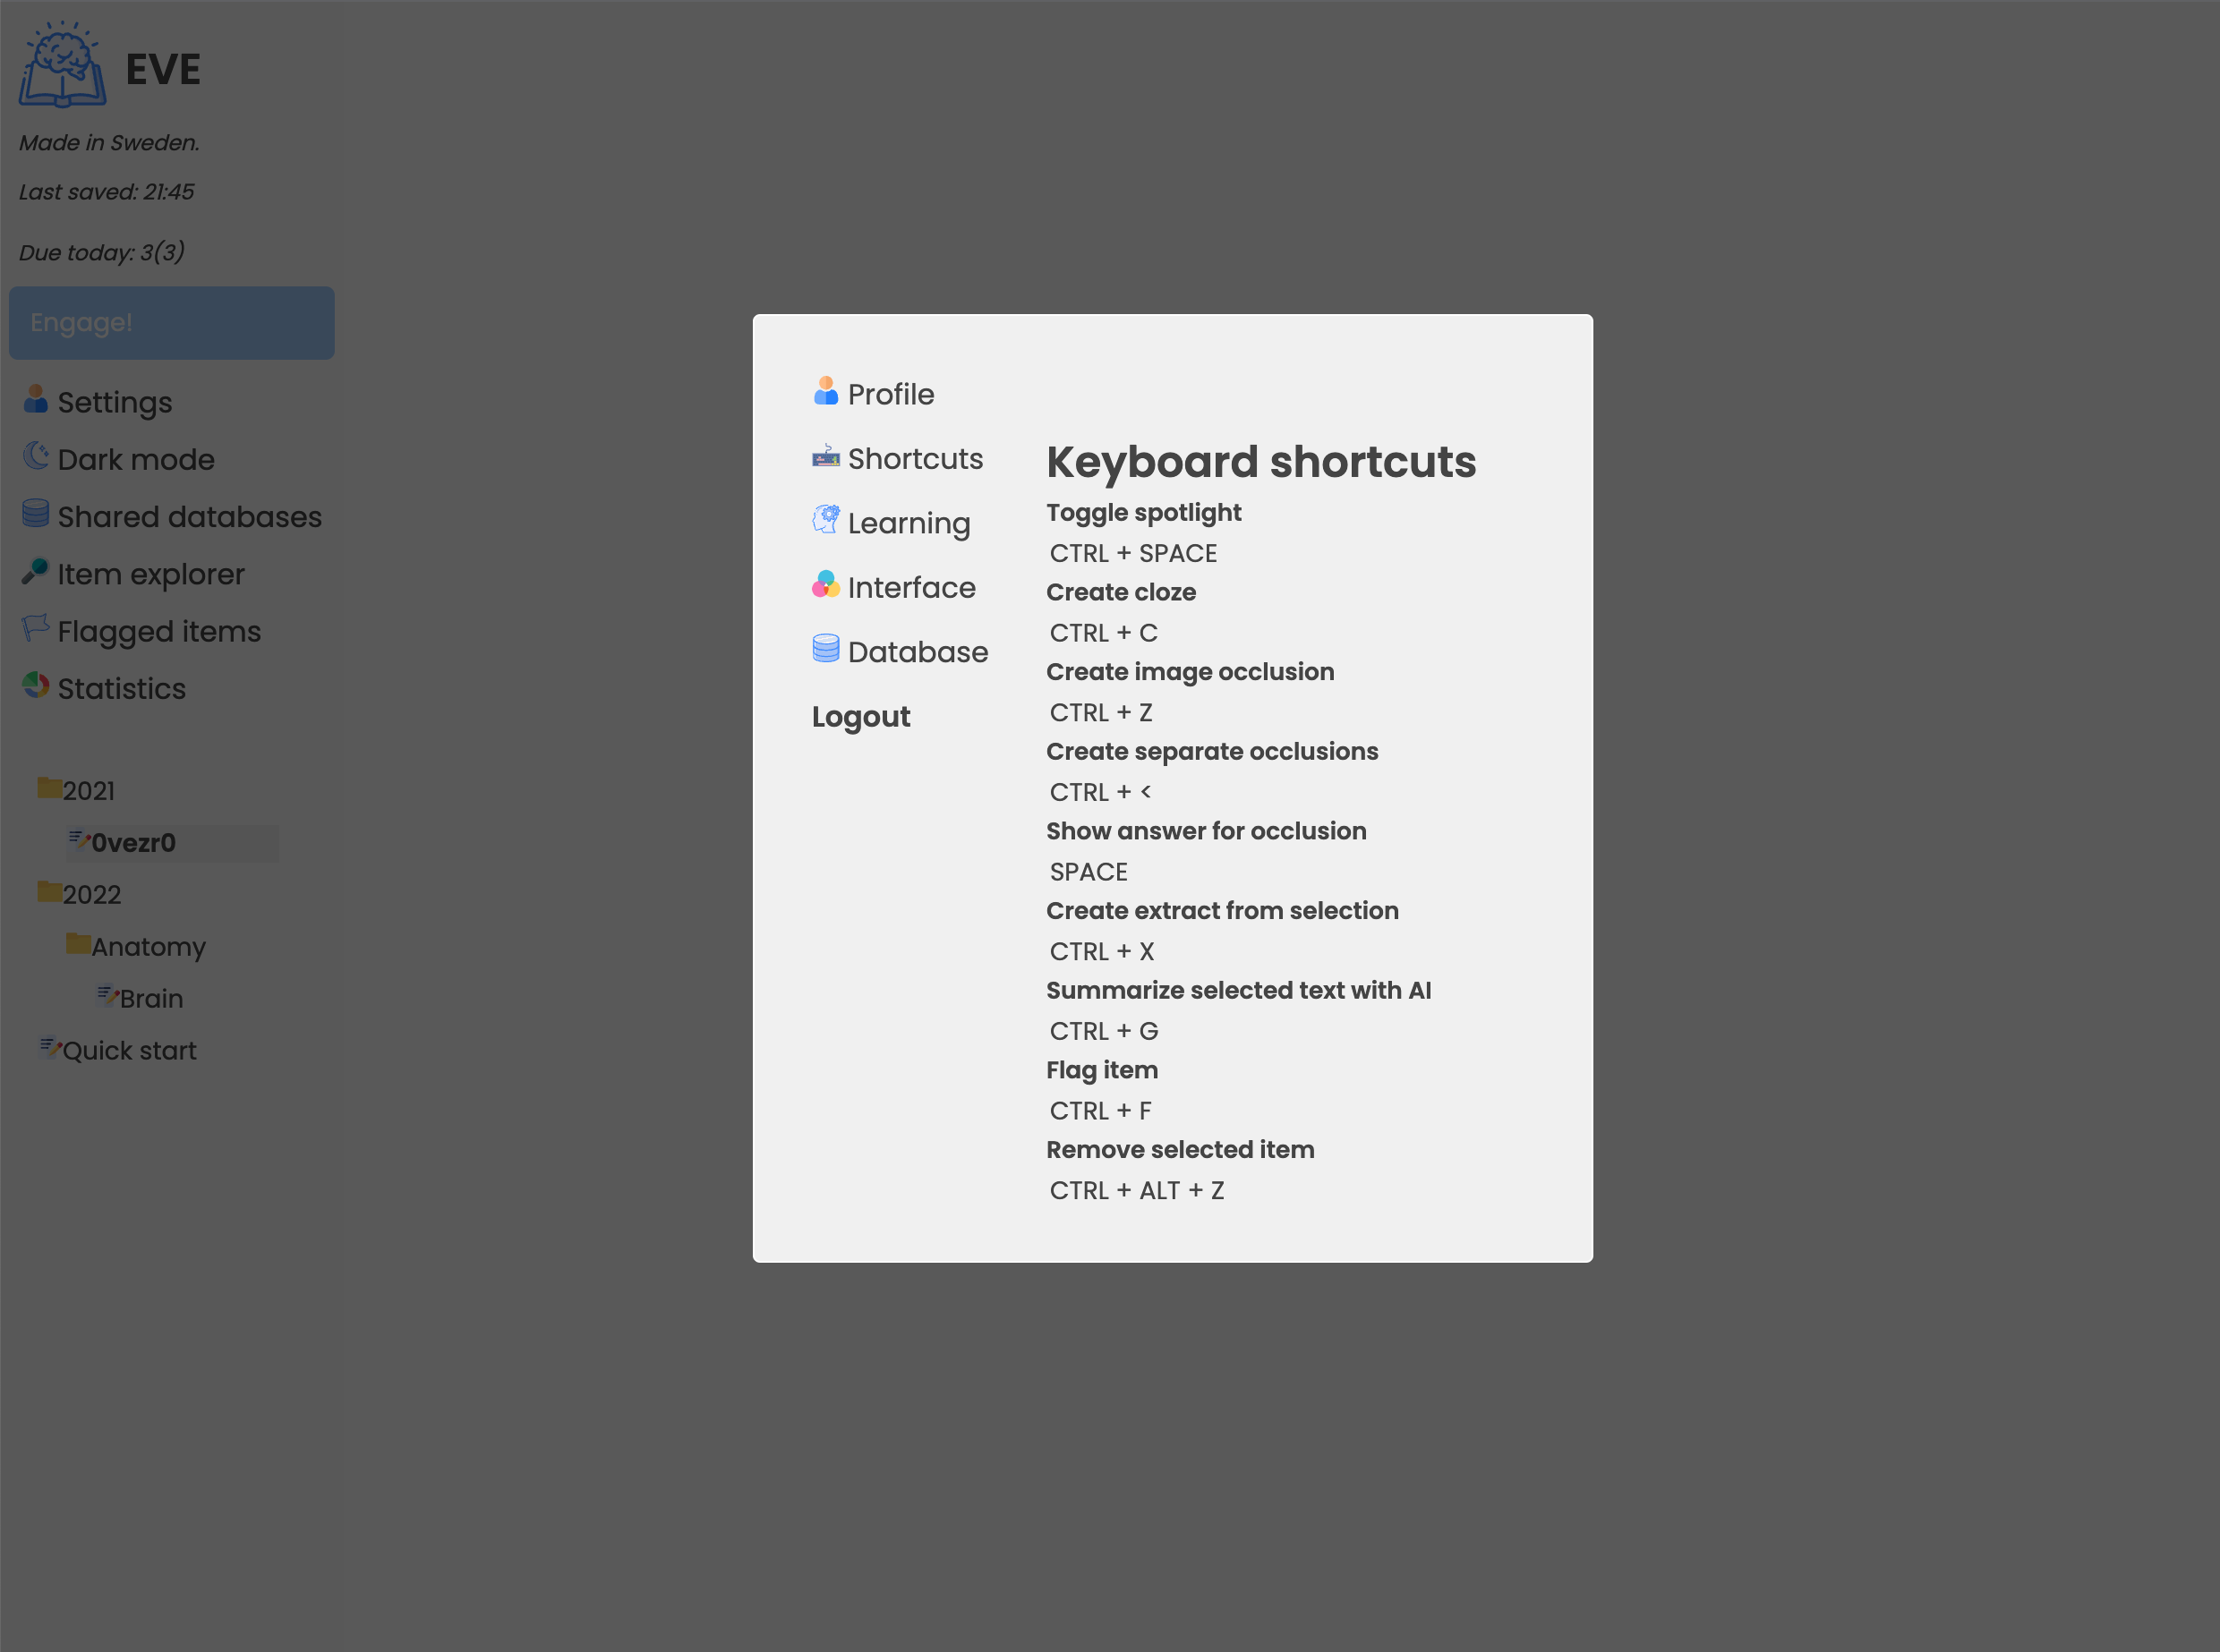 EVE
Made in Sweden.
Last saved: 21:45
Due today: 3(3)
Engage!
Settings
Dark mode
Shared databases
Item explorer
Flagged items
Statistics
2021
0vezr0
2022
Anatomy
Brain
Quick start
Profile
Shortcuts
Learning
Interface
Database
Logout
Keyboard shortcuts
Toggle spotlight
CTRL + SPACE
Create cloze
CTRL + C
Create image occlusion
CTRL + Z
Create separate occlusions
CTRL + <
Show answer for occlusion
SPACE
Create extract from selection
CTRL + X
Summarize selected text with AI
CTRL + G
Flag item
CTRL + F
Remove selected item
CTRL + ALT + Z